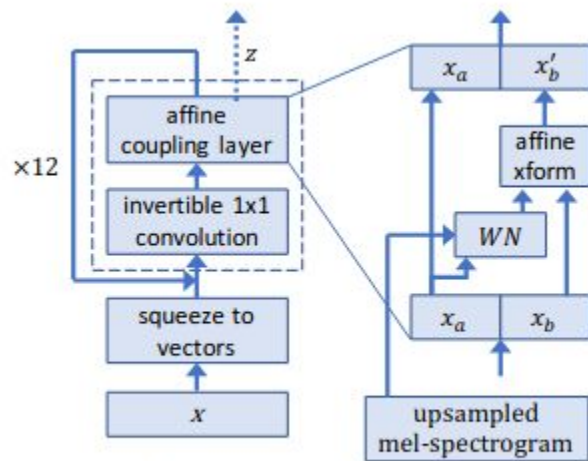 z
x_a
x'_b
affine
coupling layer
×12
affine
xform
invertible 1x1
convolution
WN
squeeze to
vectors
x_a
x_b
x
upsampled
mel-spectrogram